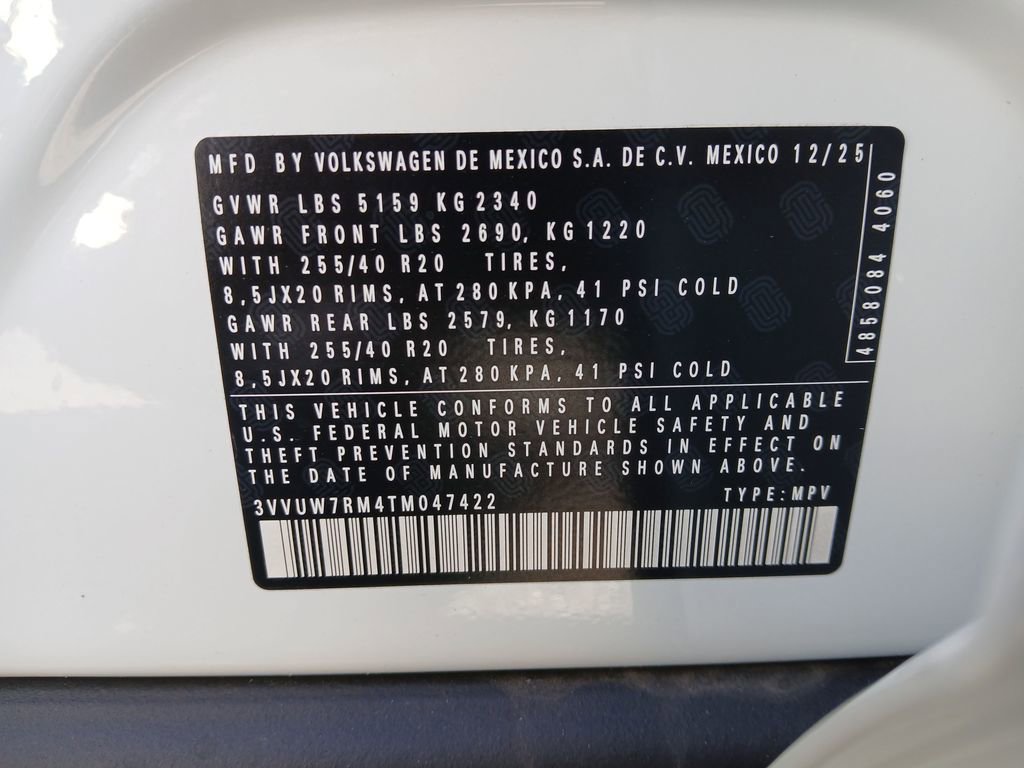 MFD BY VOLKSWAGEN DE MEXICO S.A. DE C.V. MEXICO 12/25
GVWR LBS 5159 KG 2340
GAWR FRONT LBS 2690, KG 1220
WITH 255/40 R20 TIRES,
8,5JX20 RIMS, AT 280 KPA, 41 PSI COLD
GAWR REAR LBS 2579, KG 1170
WITH 255/40 R20 TIRES,
8,5JX20 RIMS, AT 280 KPA, 41 PSI COLD
4858084 4060
THIS VEHICLE CONFORMS TO ALL APPLICABLE
U.S. FEDERAL MOTOR VEHICLE SAFETY AND
THEFT PREVENTION STANDARDS IN EFFECT ON
THE DATE OF MANUFACTURE SHOWN ABOVE.
3VVUW7RM4TM047422 TYPE: MPV